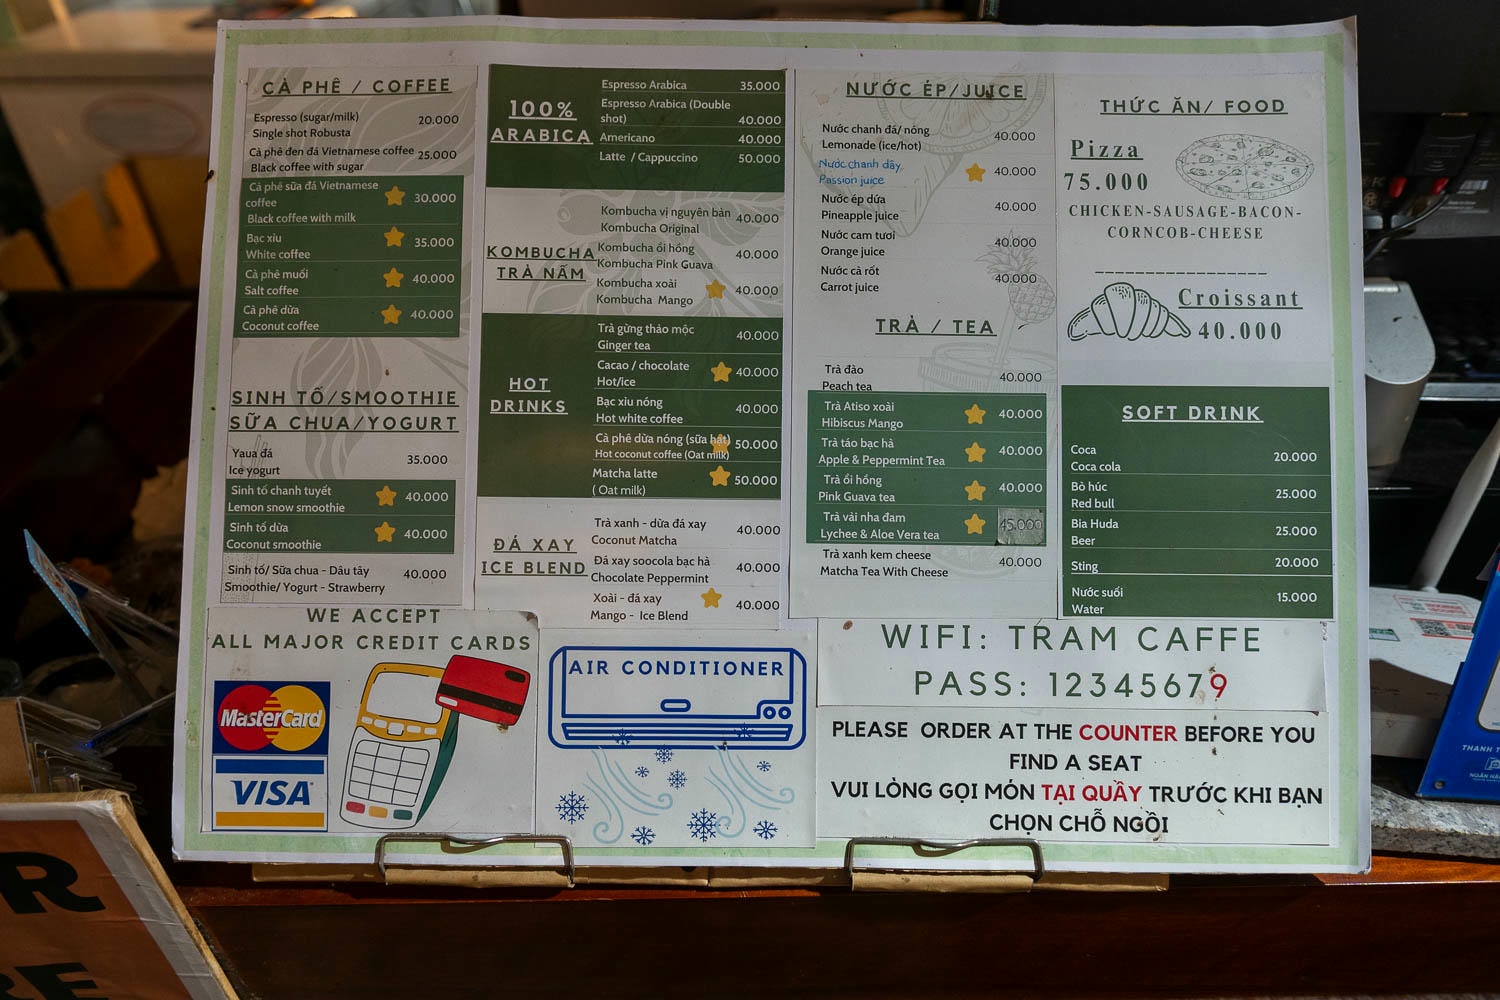 CÀ PHÊ / COFFEE
Espresso (sugar/milk)
Single shot Robusta 20.000
Cà phê đen đá Vietnamese coffee
Black coffee with sugar 25.000
Cà phê sữa đá Vietnamese
coffee 30.000
Black coffee with milk
Bạc xỉu
White coffee 35.000
Cà phê muối
Salt coffee 40.000
Cà phê dừa
Coconut coffee 40.000
SINH TỐ/SMOOTHIE
SỮA CHUA/YOGURT
Yaua đá
Ice yogurt 35.000
Sinh tố chanh tuyết
Lemon snow smoothie 40.000
Sinh tố dừa
Coconut smoothie 40.000
Sinh tố/ Sữa chua - Dâu tây
Smoothie/ Yogurt - Strawberry 40.000
100%
ARABICA
Espresso Arabica 35.000
Espresso Arabica (Double
shot) 40.000
Americano 40.000
Latte / Cappuccino 50.000
KOMBUCHA
TRÀ NẤM
Kombucha vị nguyên bản
Kombucha Original 40.000
Kombucha ổi hồng
Kombucha Pink Guava 40.000
Kombucha xoài
Kombucha Mango 40.000
HOT
DRINKS
Trà gừng thảo mộc
Ginger tea 40.000
Cacao / chocolate
Hot/ice 40.000
Bạc xỉu nóng
Hot white coffee 40.000
Cà phê dừa nóng (sữa hạt)
Hot coconut coffee (Oat milk) 50.000
Matcha latte
( Oat milk) 50.000
ĐÁ XAY
ICE BLEND
Trà xanh - dừa đá xay
Coconut Matcha 40.000
Đá xay soocola bạc hà
Chocolate Peppermint 40.000
Xoài - đá xay
Mango - Ice Blend 40.000
NƯỚC ÉP/JUICE
Nước chanh đá/ nóng
Lemonade (ice/hot) 40.000
Nước chanh dây
Passion juice 40.000
Nước ép dứa
Pineapple juice 40.000
Nước cam tươi
Orange juice 40.000
Nước cà rốt
Carrot juice 40.000
TRÀ / TEA
Trà đào
Peach tea 40.000
Trà Atiso xoài
Hibiscus Mango 40.000
Trà táo bạc hà
Apple & Peppermint Tea 40.000
Trà ổi hồng
Pink Guava tea 40.000
Trà vải nha đam
Lychee & Aloe Vera tea 45.000
Trà xanh kem cheese
Matcha Tea With Cheese 40.000
THỨC ĂN/ FOOD
Pizza
75.000
CHICKEN-SAUSAGE-BACON-
CORNCOB-CHEESE
Croissant
40.000
SOFT DRINK
Coca
Coca cola 20.000
Bò húc
Red bull 25.000
Bia Huda
Beer 25.000
Sting 20.000
Nước suối
Water 15.000
WE ACCEPT
ALL MAJOR CREDIT CARDS
MasterCard
VISA
AIR CONDITIONER
WIFI: TRAM CAFFE
PASS: 12345679
PLEASE ORDER AT THE COUNTER BEFORE YOU
FIND A SEAT
VUI LÒNG GỌI MÓN TẠI QUẦY TRƯỚC KHI BẠN
CHỌN CHỖ NGỒI